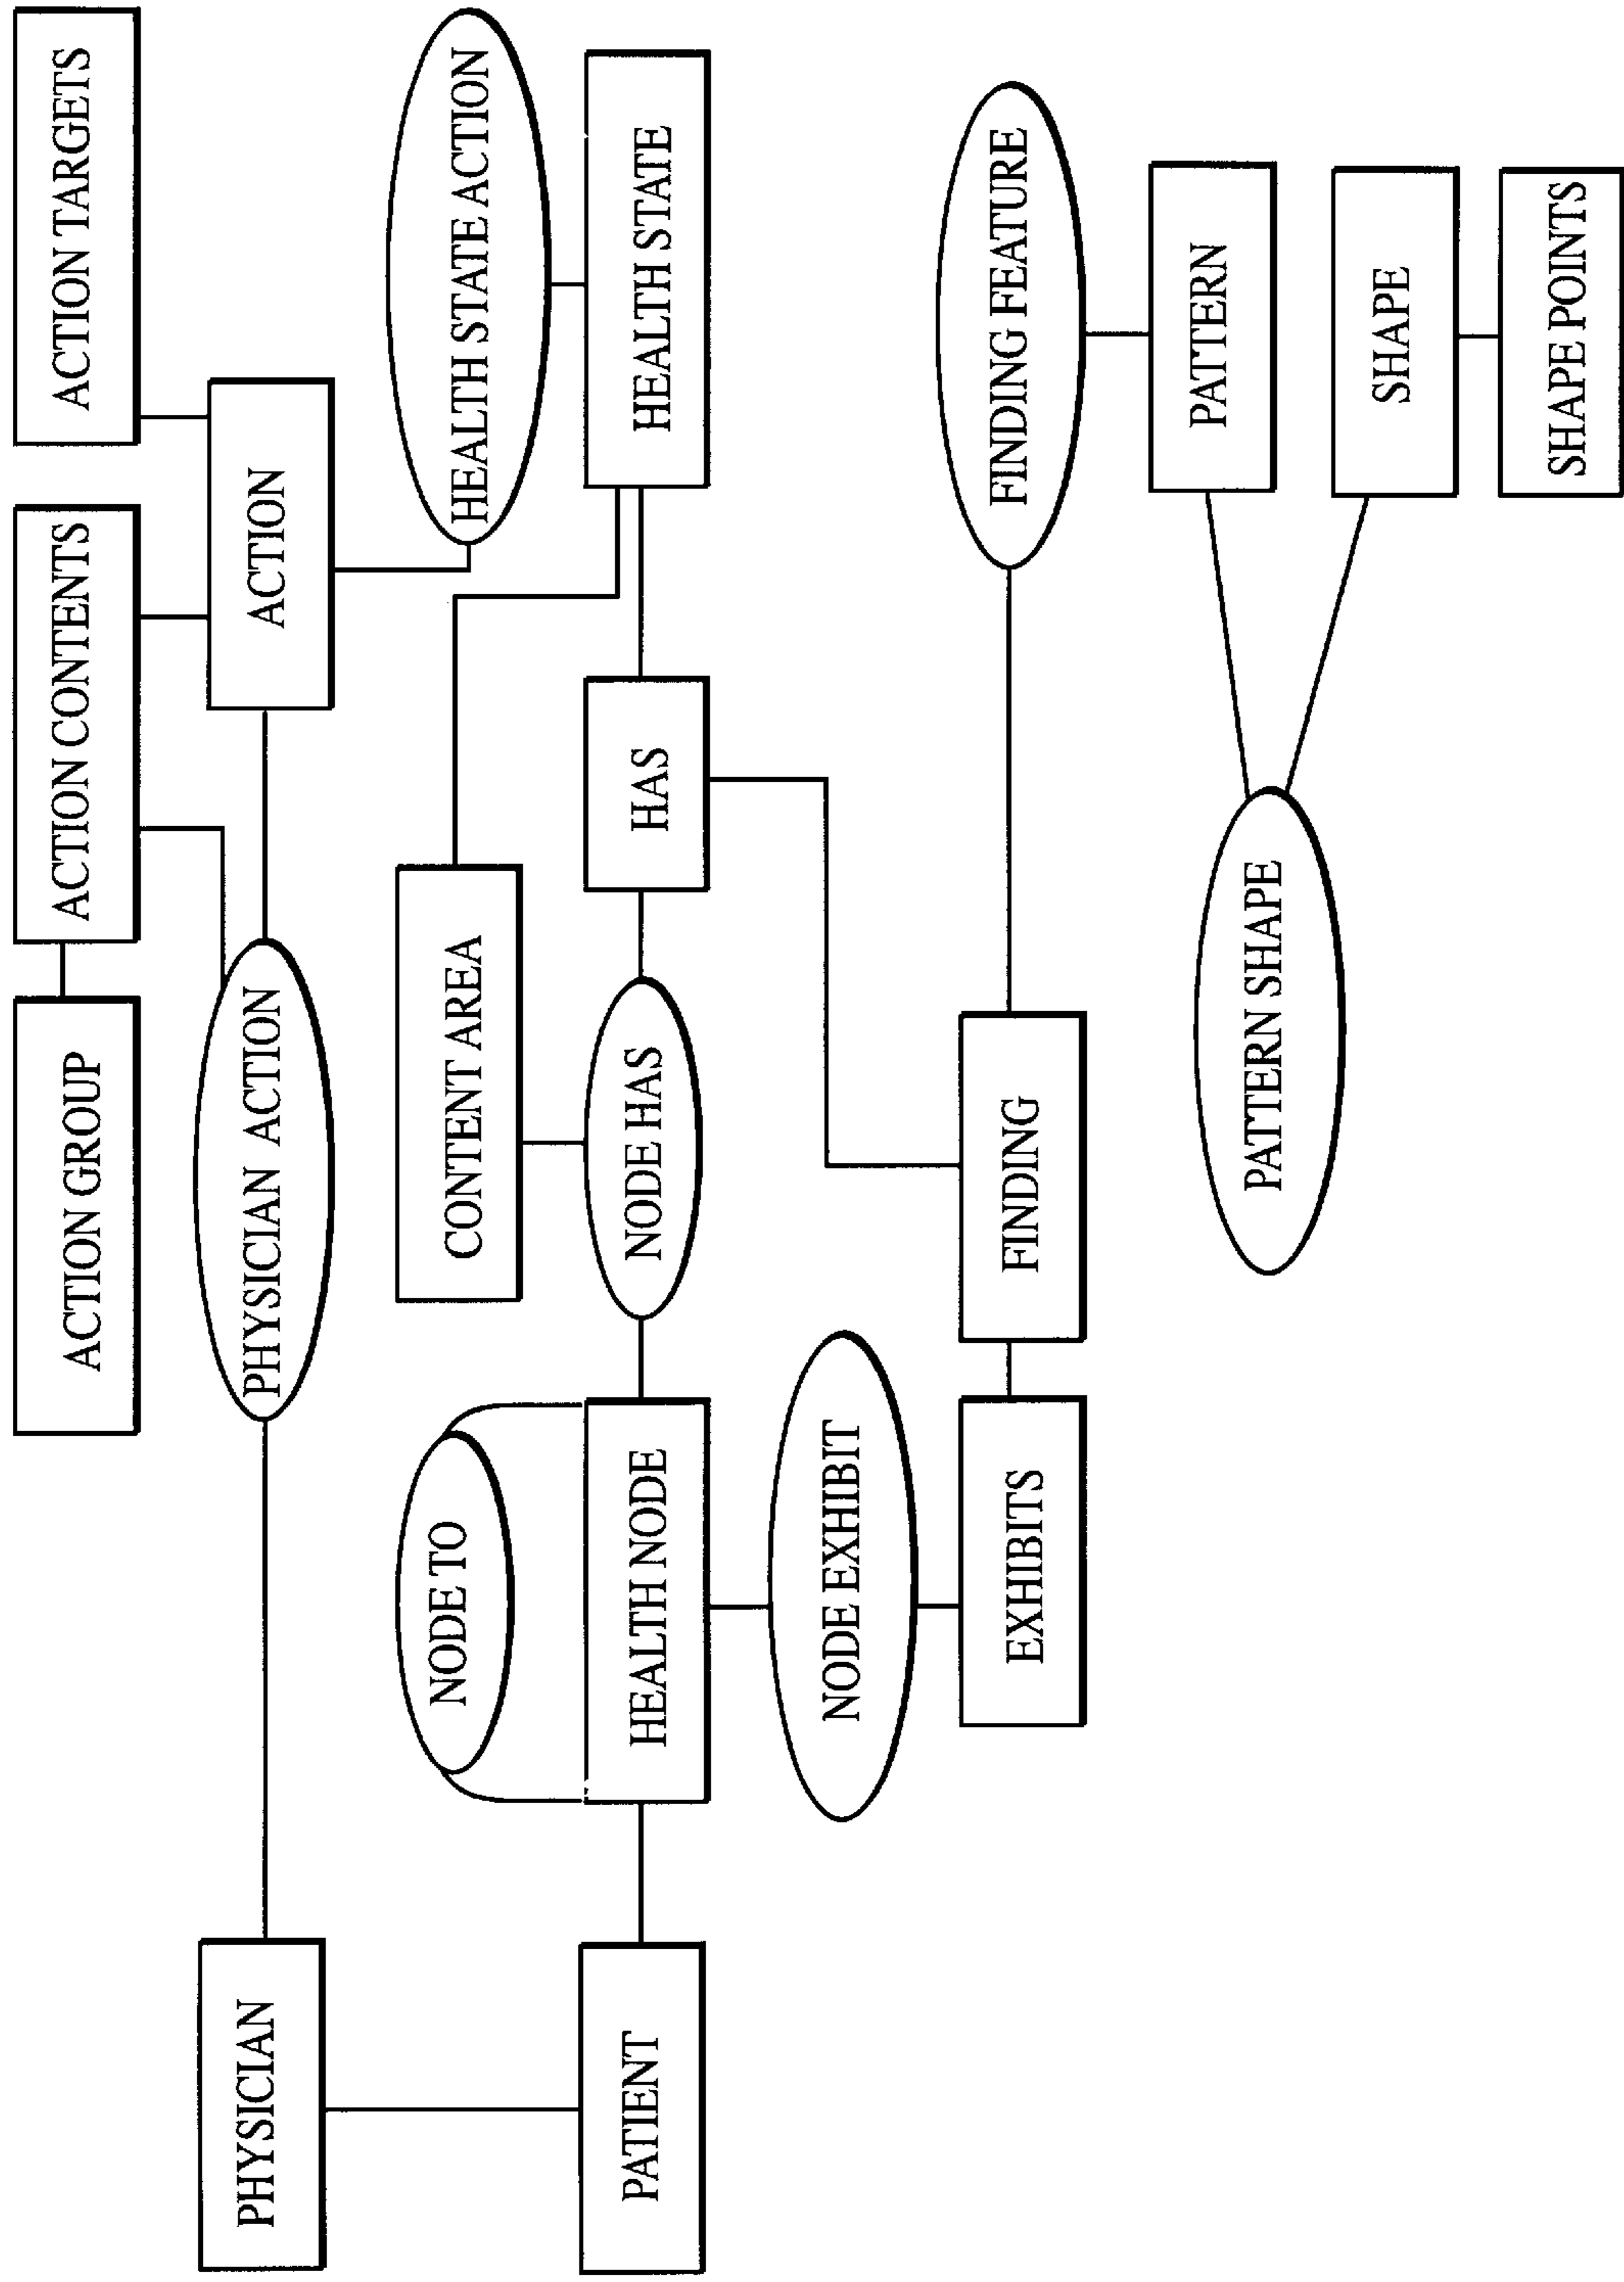 ACTION GROUP
ACTION CONTENTS
ACTION TARGETS
PHYSICIAN
PHYSICIAN ACTION
ACTION
NODE TO
CONTENT AREA
HEALTH STATE ACTION
PATIENT
HEALTH NODE
NODE HAS
HAS
HEALTH STATE
NODE EXHIBIT
EXHIBITS
FINDING
FINDING FEATURE
PATTERN
PATTERN SHAPE
SHAPE
SHAPE POINTS